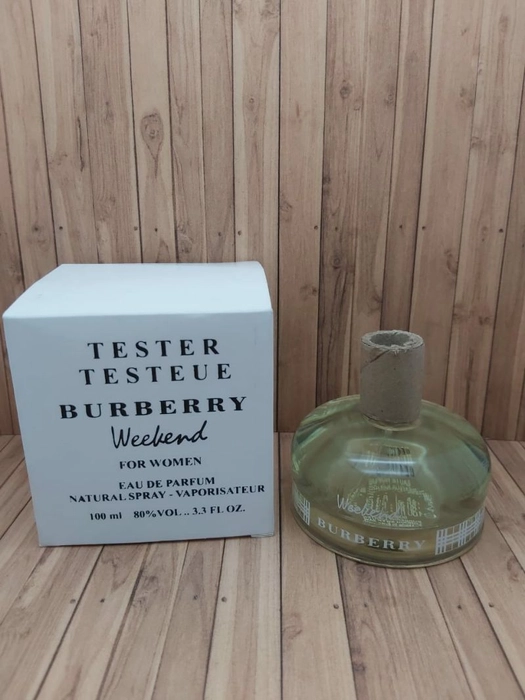 TESTER
TESTEUE
BURBERRY
Weekend
FOR WOMEN
EAU DE PARFUM
NATURAL SPRAY - VAPORISATEUR
100 ml 80%VOL .. 3.3 FL OZ.
Weekend
BURBERRY